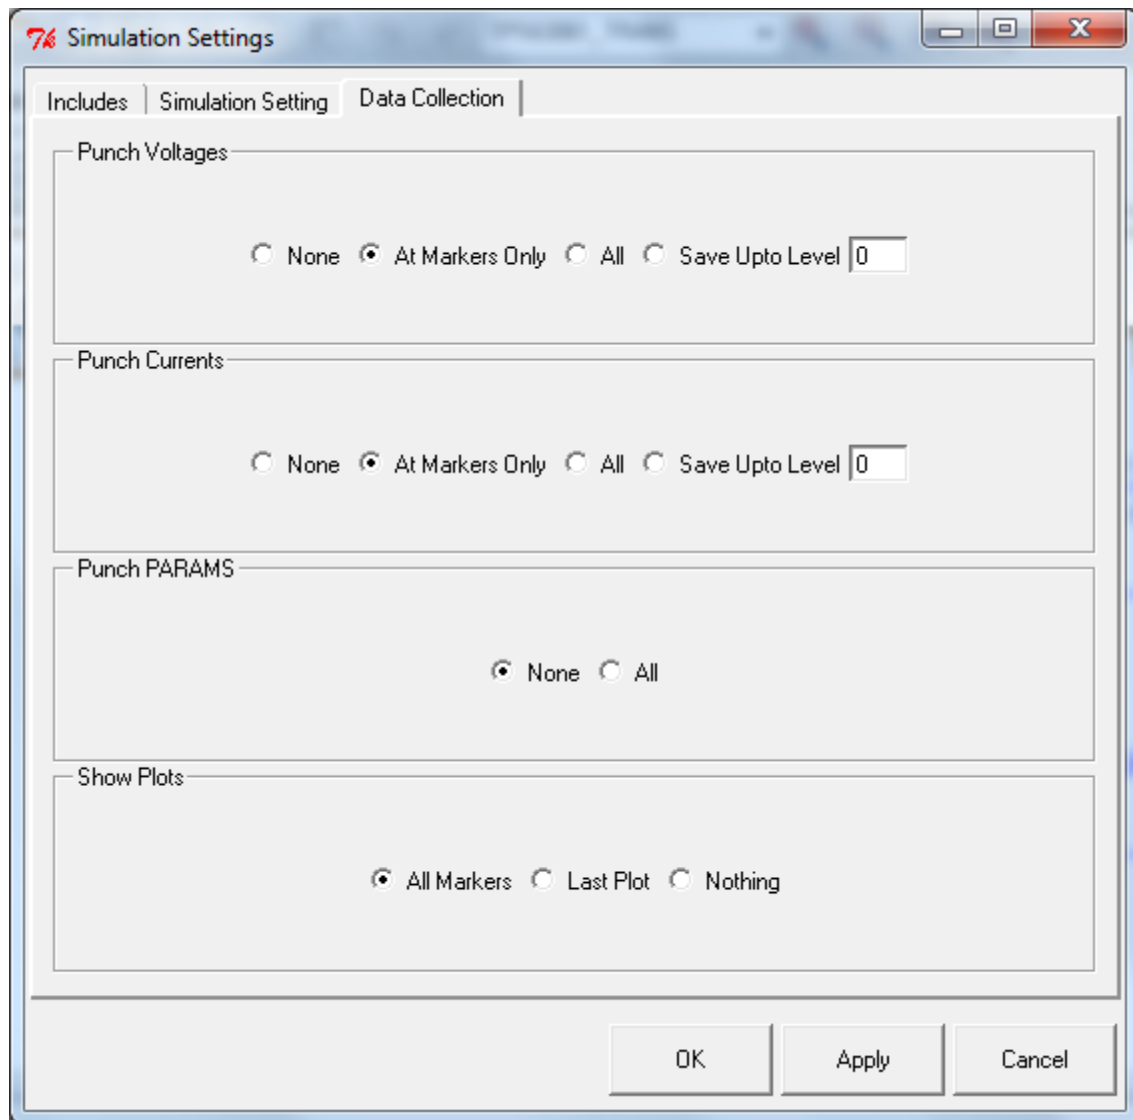 Simulation Settings
Includes Simulation Setting Data Collection
Punch Voltages
None At Markers Only All Save Upto Level 0
Punch Currents
None At Markers Only All Save Upto Level 0
Punch PARAMS
None All
Show Plots
All Markers Last Plot Nothing
OK Apply Cancel